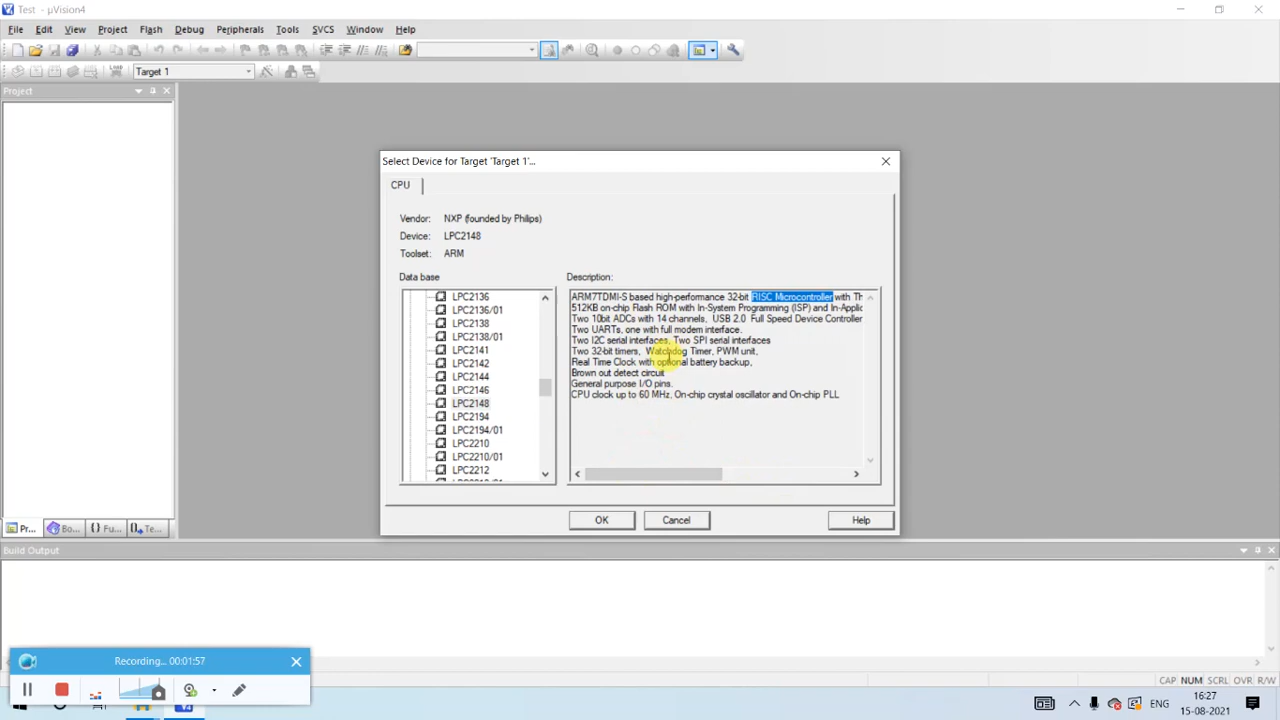 Test - µVision4
File Edit View Project Flash Debug Peripherals Tools SVCS Window Help
Target 1
Project
Select Device for Target 'Target 1'...
CPU
Vendor: NXP (founded by Philips)
Device: LPC2148
Toolset: ARM
Data base
LPC2136
LPC2136/01
LPC2138
LPC2138/01
LPC2141
LPC2142
LPC2144
LPC2146
LPC2148
LPC2194
LPC2194/01
LPC2210
LPC2210/01
LPC2212
Description:
ARM7TDMI-S based high-performance 32-bit RISC Microcontroller with Th
512KB on-chip Flash ROM with In-System Programming (ISP) and In-Applic
Two 10bit ADCs with 14 channels, USB 2.0 Full Speed Device Controller
Two UARTs, one with full modem interface.
Two I2C serial interfaces, Two SPI serial interfaces
Two 32-bit timers, Watchdog Timer, PWM unit,
Real Time Clock with optional battery backup,
Brown out detect circuit
General purpose I/O pins.
CPU clock up to 60 MHz, On-chip crystal oscillator and On-chip PLL
OK Cancel Help
Pr... Bo... {} Fu... Te...
Build Output
Recording... 00:01:57
CAP NUM SCRL OVR R/W
ENG
16:27
15-08-2021